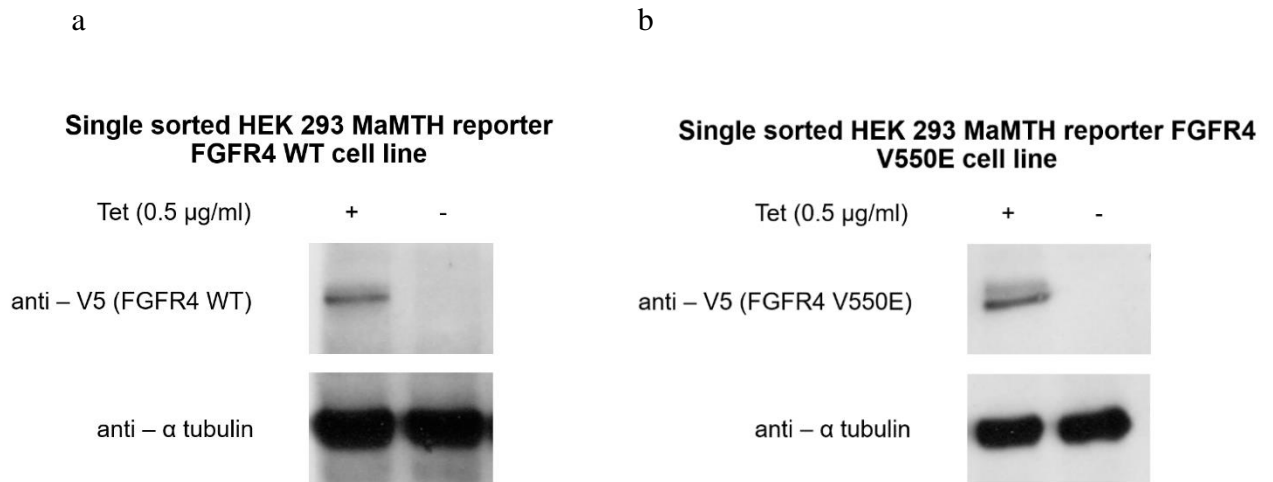 a
Single sorted HEK 293 MaMTH reporter
FGFR4 WT cell line
Tet (0.5 μg/ml) + -
anti – V5 (FGFR4 WT)
anti – α tubulin
b
Single sorted HEK 293 MaMTH reporter FGFR4
V550E cell line
Tet (0.5 μg/ml) + -
anti – V5 (FGFR4 V550E)
anti – α tubulin